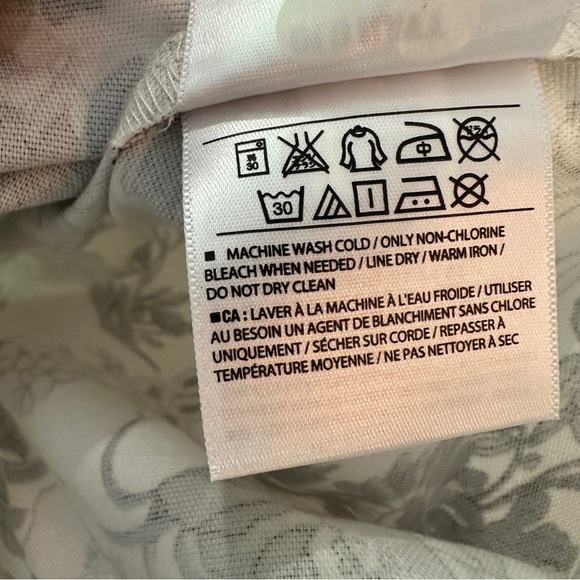 30
30
■ MACHINE WASH COLD / ONLY NON-CHLORINE
BLEACH WHEN NEEDED / LINE DRY / WARM IRON /
DO NOT DRY CLEAN
■CA : LAVER À LA MACHINE À L'EAU FROIDE / UTILISER
AU BESOIN UN AGENT DE BLANCHIMENT SANS CHLORE
UNIQUEMENT / SÉCHER SUR CORDE / REPASSER À
TEMPÉRATURE MOYENNE / NE PAS NETTOYER À SEC